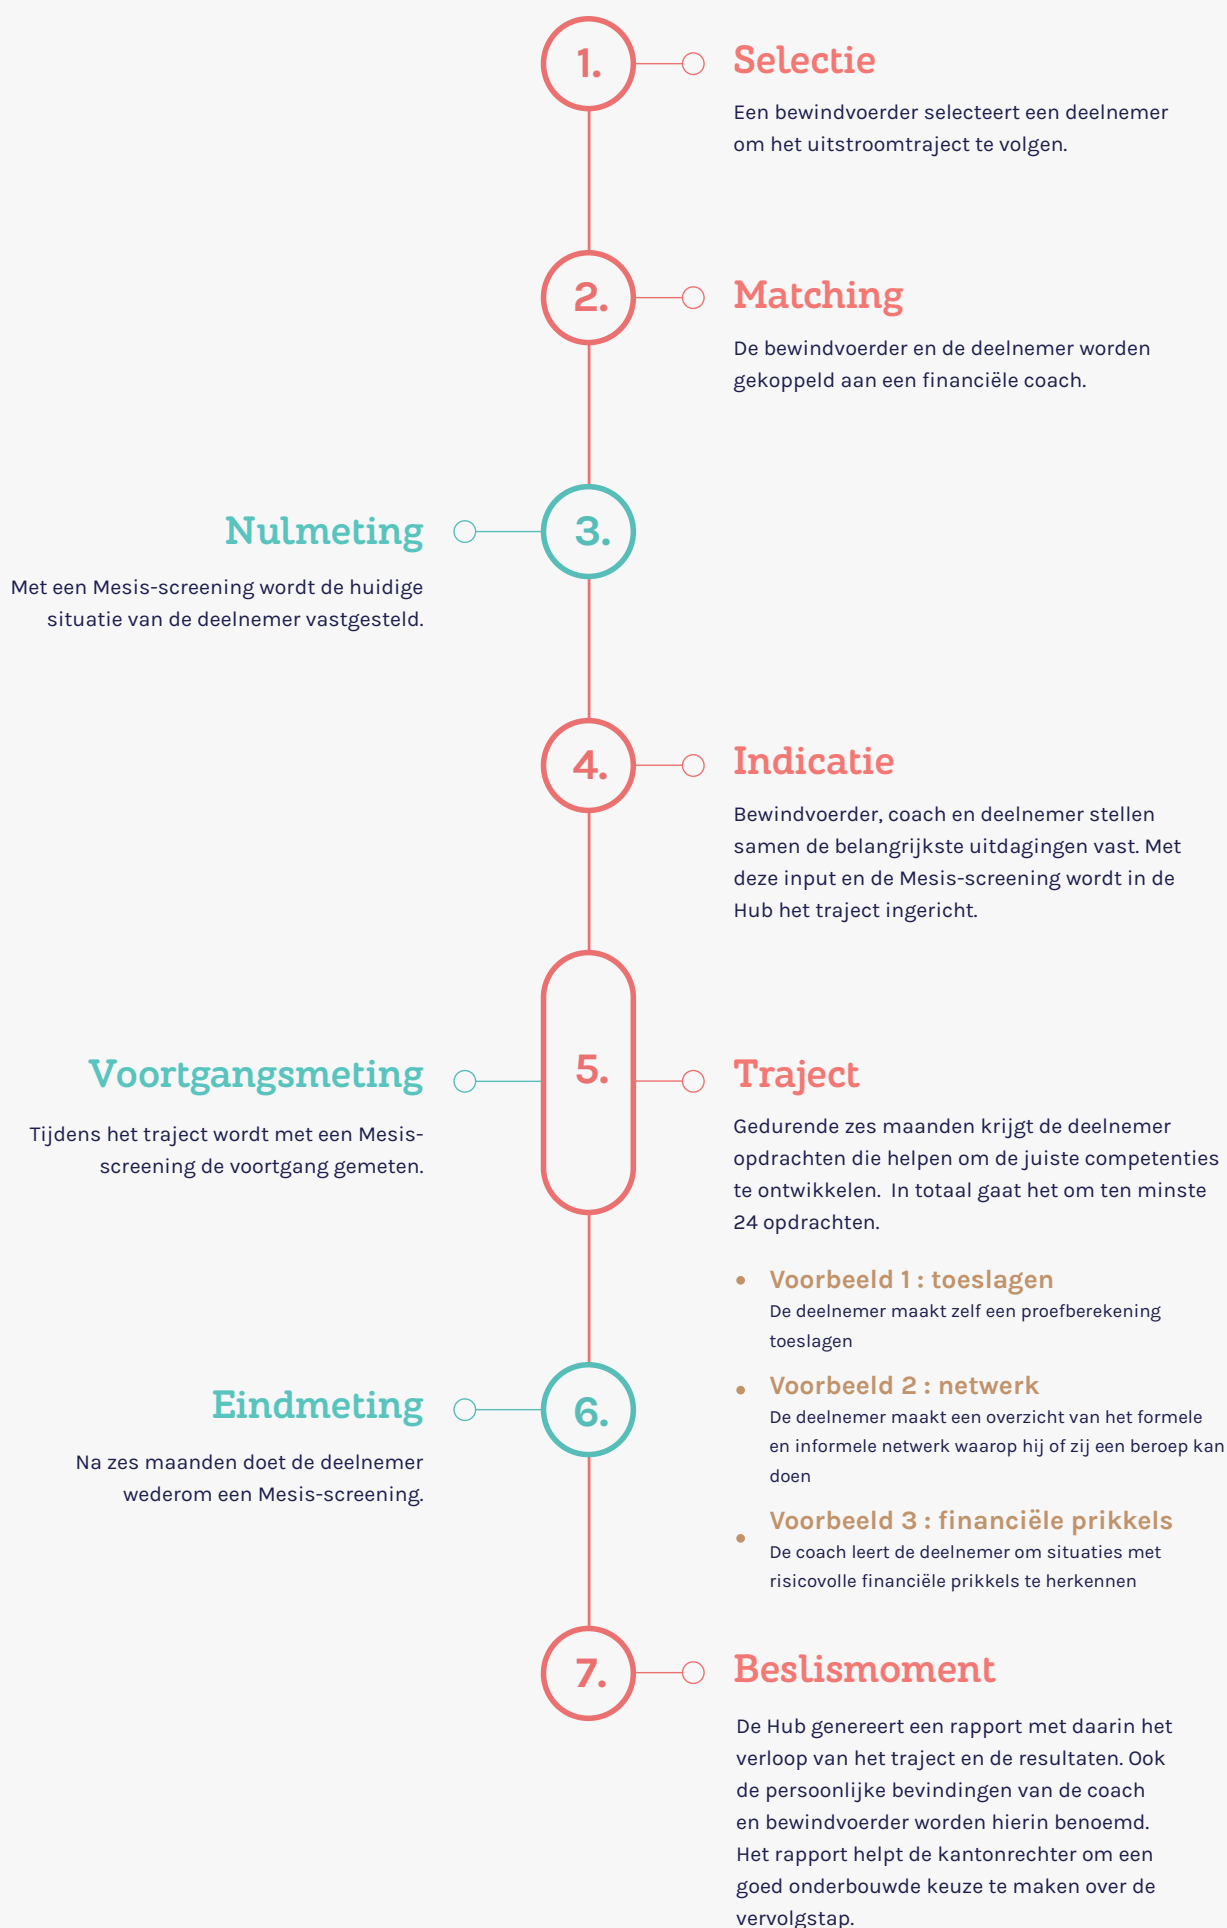 1.
Selectie
Een bewindvoerder selecteert een deelnemer
om het uitstroomtraject te volgen.
2.
Matching
De bewindvoerder en de deelnemer worden
gekoppeld aan een financiële coach.
3.
Nulmeting
Met een Mesis-screening wordt de huidige
situatie van de deelnemer vastgesteld.
4.
Indicatie
Bewindvoerder, coach en deelnemer stellen
samen de belangrijkste uitdagingen vast. Met
deze input en de Mesis-screening wordt in de
Hub het traject ingericht.
5.
Voortgangsmeting
Tijdens het traject wordt met een Mesis-
screening de voortgang gemeten.
Traject
Gedurende zes maanden krijgt de deelnemer
opdrachten die helpen om de juiste competenties
te ontwikkelen. In totaal gaat het om ten minste
24 opdrachten.
• Voorbeeld 1 : toeslagen
De deelnemer maakt zelf een proefberekening
toeslagen
• Voorbeeld 2 : netwerk
De deelnemer maakt een overzicht van het formele
en informele netwerk waarop hij of zij een beroep kan
doen
• Voorbeeld 3 : financiële prikkels
De coach leert de deelnemer om situaties met
risicovolle financiële prikkels te herkennen
6.
Eindmeting
Na zes maanden doet de deelnemer
wederom een Mesis-screening.
7.
Beslismoment
De Hub genereert een rapport met daarin het
verloop van het traject en de resultaten. Ook
de persoonlijke bevindingen van de coach
en bewindvoerder worden hierin benoemd.
Het rapport helpt de kantonrechter om een
goed onderbouwde keuze te maken over de
vervolgstap.